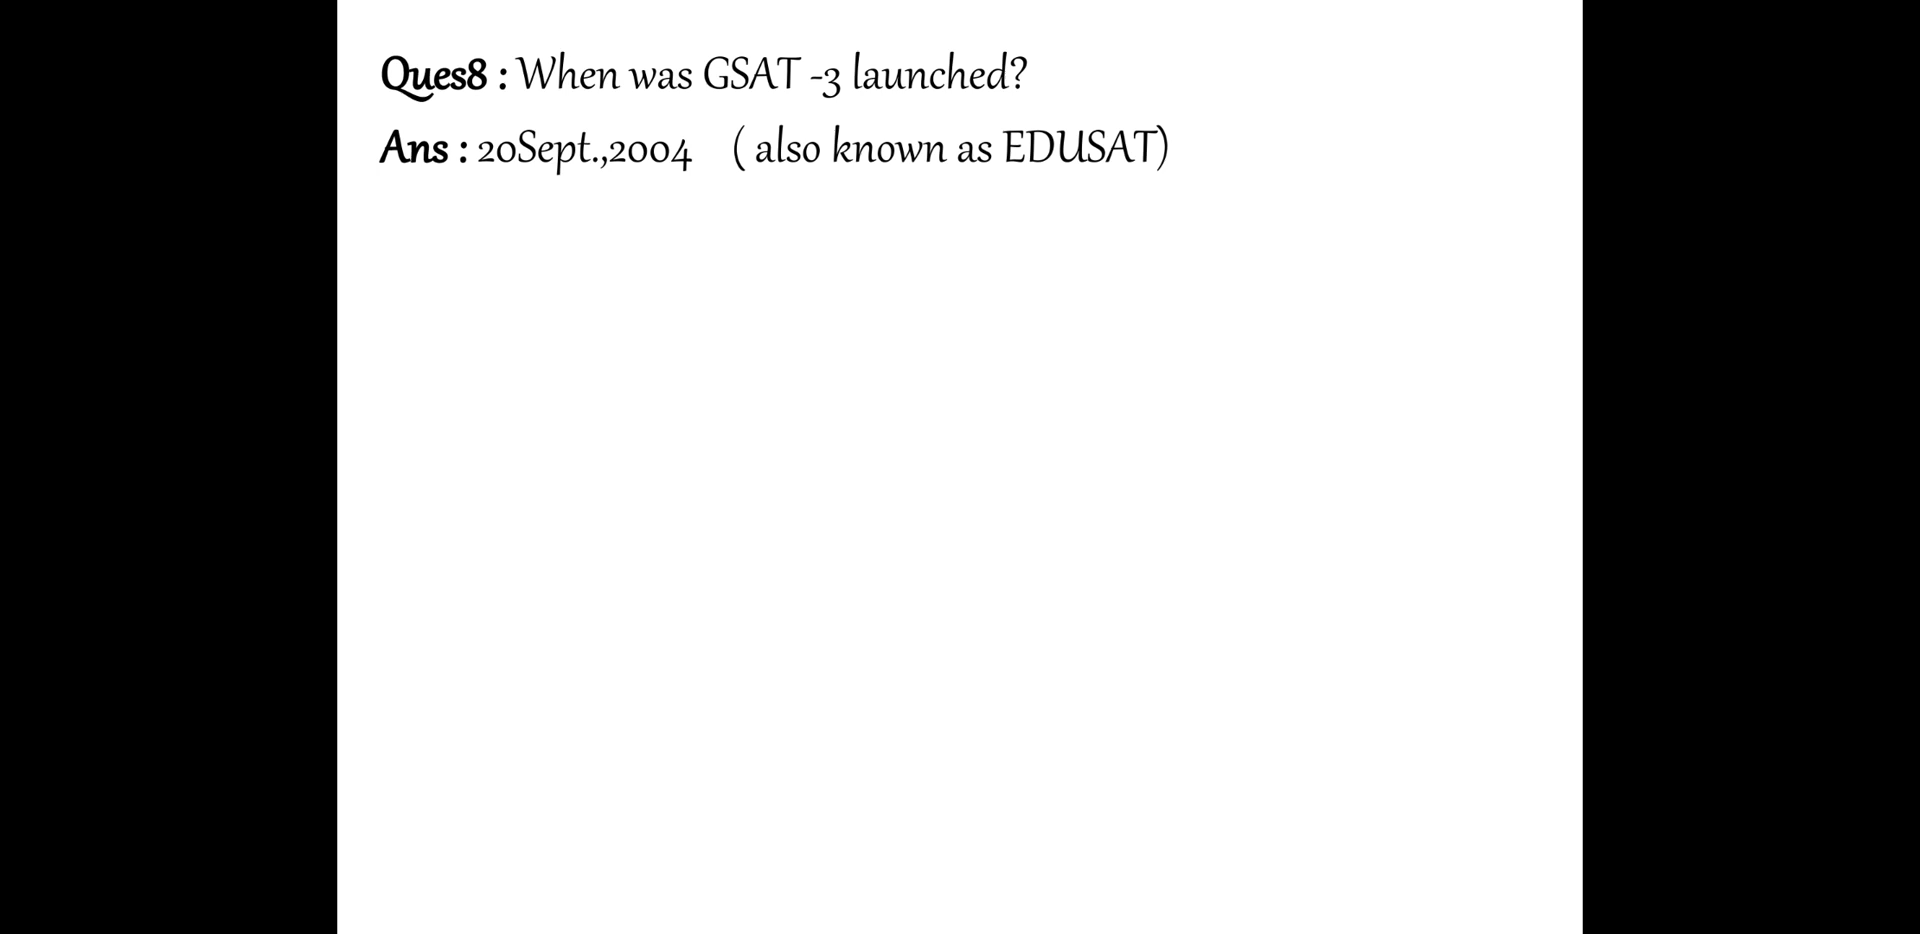 Ques8 : When was GSAT -3 launched?
Ans : 20Sept.,2004 ( also known as EDUSAT)